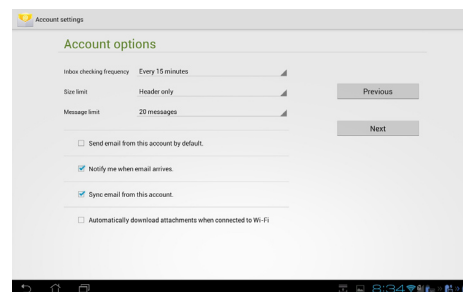 Account settings
Account options
Inbox checking frequency Every 15 minutes
Size limit Header only
Previous
Message limit 20 messages
Next
Send email from this account by default.
Notify me when email arrives.
Sync email from this account.
Automatically download attachments when connected to Wi-Fi
8:34